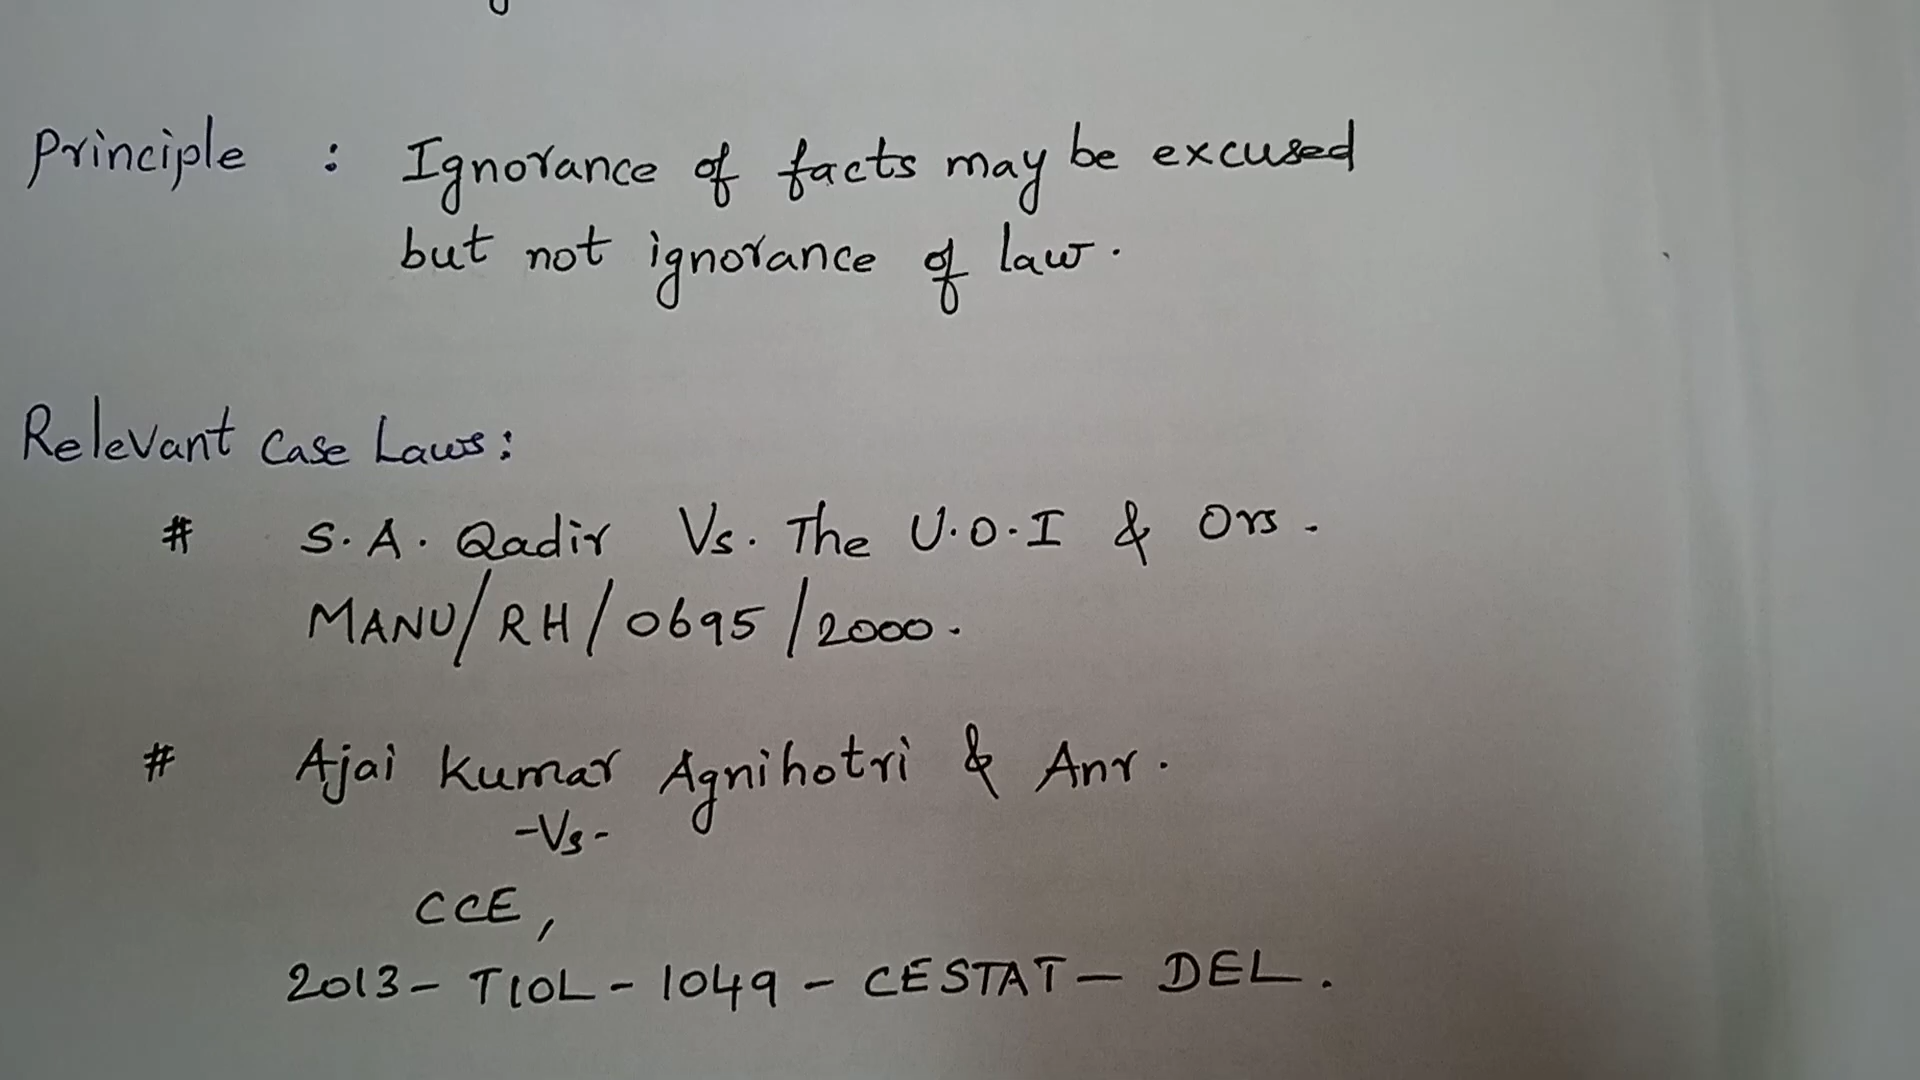 Principle : Ignorance of facts may be excused
but not ignorance of law.
Relevant Case Laws:
# S. A. Qadir Vs. The U.O.I & Ors.
MANU/RH/0695/2000.
# Ajai Kumar Agnihotri & Anr.
-Vs-
CCE,
2013- TIOL - 1049 - CESTAT- DEL.